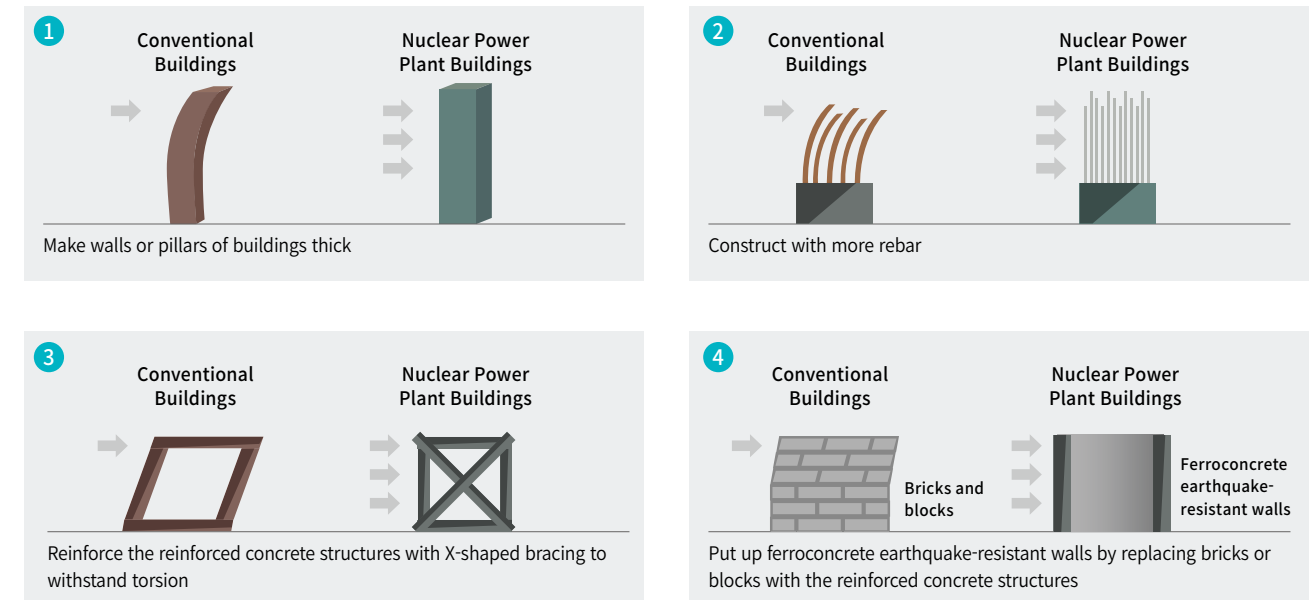 1
Conventional
Buildings
Nuclear Power
Plant Buildings
Make walls or pillars of buildings thick
2
Conventional
Buildings
Nuclear Power
Plant Buildings
Construct with more rebar
3
Conventional
Buildings
Nuclear Power
Plant Buildings
Reinforce the reinforced concrete structures with X-shaped bracing to
withstand torsion
4
Conventional
Buildings
Nuclear Power
Plant Buildings
Bricks and
blocks
Ferroconcrete
earthquake-
resistant walls
Put up ferroconcrete earthquake-resistant walls by replacing bricks or
blocks with the reinforced concrete structures